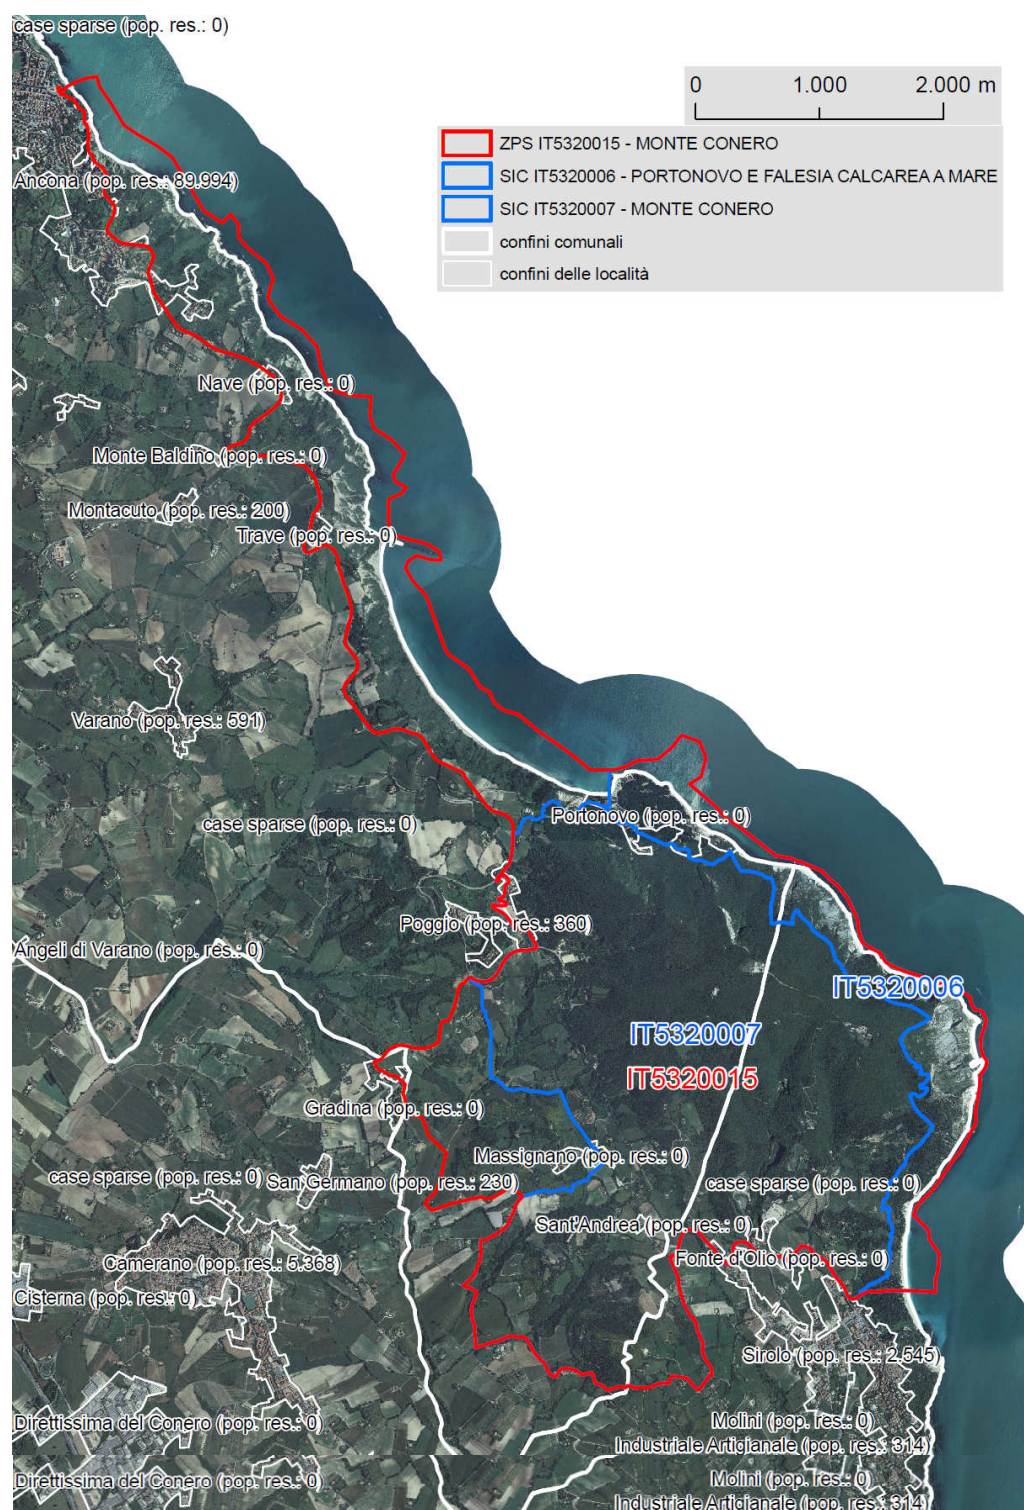 case sparse (pop. res.: 0)
0 1.000 2.000 m
ZPS IT5320015 - MONTE CONERO
SIC IT5320006 - PORTONOVO E FALESIA CALCAREA A MARE
SIC IT5320007 - MONTE CONERO
confini comunali
confini delle località
Ancona (pop. res.: 89.994)
Nave (pop. res.: 0)
Monte Baldino (pop. res.: 0)
Montacuto (pop. res.: 200)
Trave (pop. res.: 0)
Varano (pop. res.: 591)
Portonovo (pop. res.: 0)
case sparse (pop. res.: 0)
Poggio (pop. res.: 360)
Angeli di Varano (pop. res.: 0)
IT5320006
IT5320007
IT5320015
Gradina (pop. res.: 0)
Massignano (pop. res.: 0)
case sparse (pop. res.: 0)
San Germano (pop. res.: 230)
case sparse (pop. res.: 0)
Sant'Andrea (pop. res.: 0)
Camerano (pop. res.: 5.368)
Fonte d'Olio (pop. res.: 0)
Cisterna (pop. res.: 0)
Sirolo (pop. res.: 2.545)
Direttissima del Conero (pop. res.: 0)
Molini (pop. res.: 0)
Industriale Artigianale (pop. res.: 314)
Direttissima del Conero (pop. res.: 0)
Molini (pop. res.: 0)
Industriale Artigianale (pop. res.: 314)